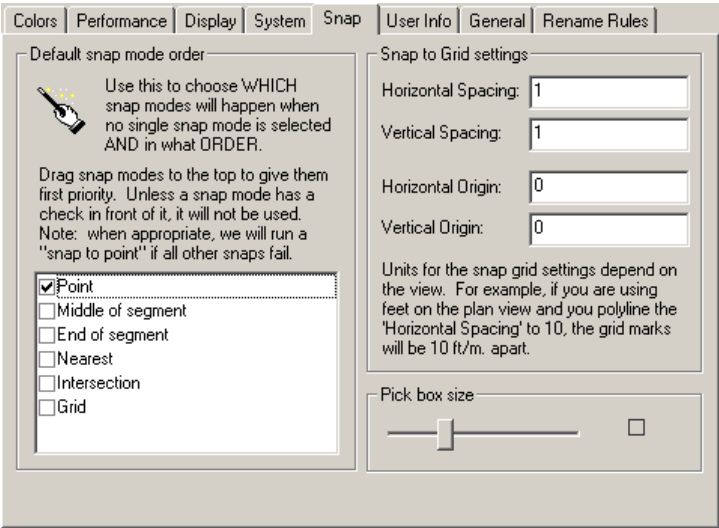 Colors Performance Display System Snap User Info General Rename Rules
Default snap mode order
Use this to choose WHICH
snap modes will happen when
no single snap mode is selected
AND in what ORDER.
Drag snap modes to the top to give them
first priority. Unless a snap mode has a
check in front of it, it will not be used.
Note: when appropriate, we will run a
"snap to point" if all other snaps fail.
Point
Middle of segment
End of segment
Nearest
Intersection
Grid
Snap to Grid settings
Horizontal Spacing: 1
Vertical Spacing: 1
Horizontal Origin: 0
Vertical Origin: 0
Units for the snap grid settings depend on
the view. For example, if you are using
feet on the plan view and you polyline the
'Horizontal Spacing' to 10, the grid marks
will be 10 ft/m. apart.
Pick box size